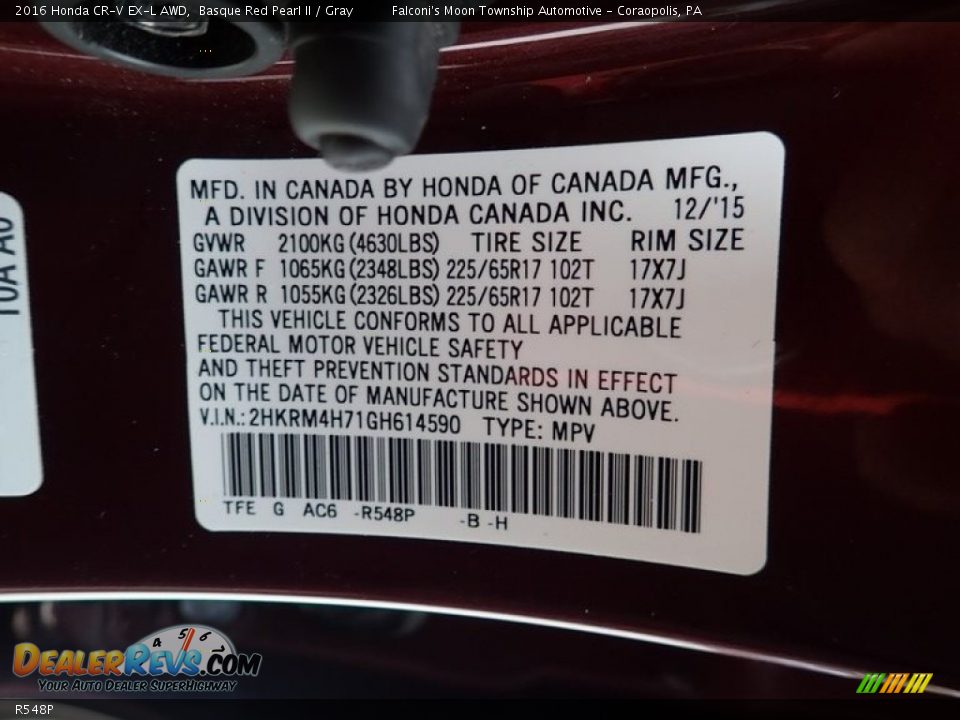 2016 Honda CR-V EX-L AWD, Basque Red Pearl II / Gray Falconi's Moon Township Automotive - Coraopolis, PA
MFD. IN CANADA BY HONDA OF CANADA MFG.,
A DIVISION OF HONDA CANADA INC. 12/'15
GVWR 2100KG(4630LBS) TIRE SIZE RIM SIZE
GAWR F 1065KG(2348LBS) 225/65R17 102T 17X7J
GAWR R 1055KG(2326LBS) 225/65R17 102T 17X7J
THIS VEHICLE CONFORMS TO ALL APPLICABLE
FEDERAL MOTOR VEHICLE SAFETY
AND THEFT PREVENTION STANDARDS IN EFFECT
ON THE DATE OF MANUFACTURE SHOWN ABOVE.
V.I.N.: 2HKRM4H71GH614590 TYPE: MPV
TFE G AC6 -R548P -B -H
4 5 6
DEALERREVS.COM
Your Auto Dealer SuperHighway
R548P